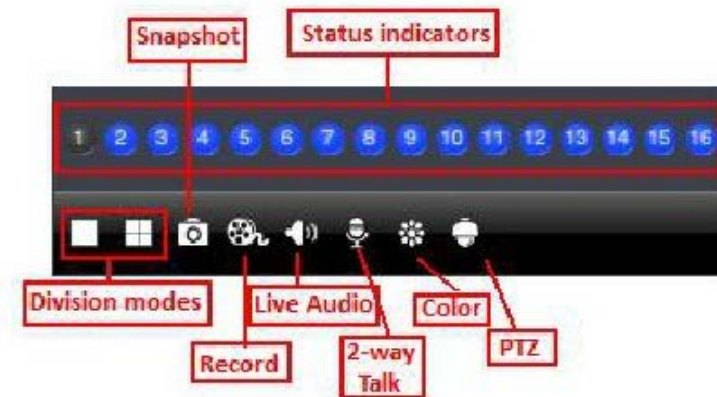 Snapshot
Status indicators
1 2 3 4 5 6 7 8 9 10 11 12 13 14 15 16
Division modes
Live Audio
Color
Record
2-way
Talk
PTZ